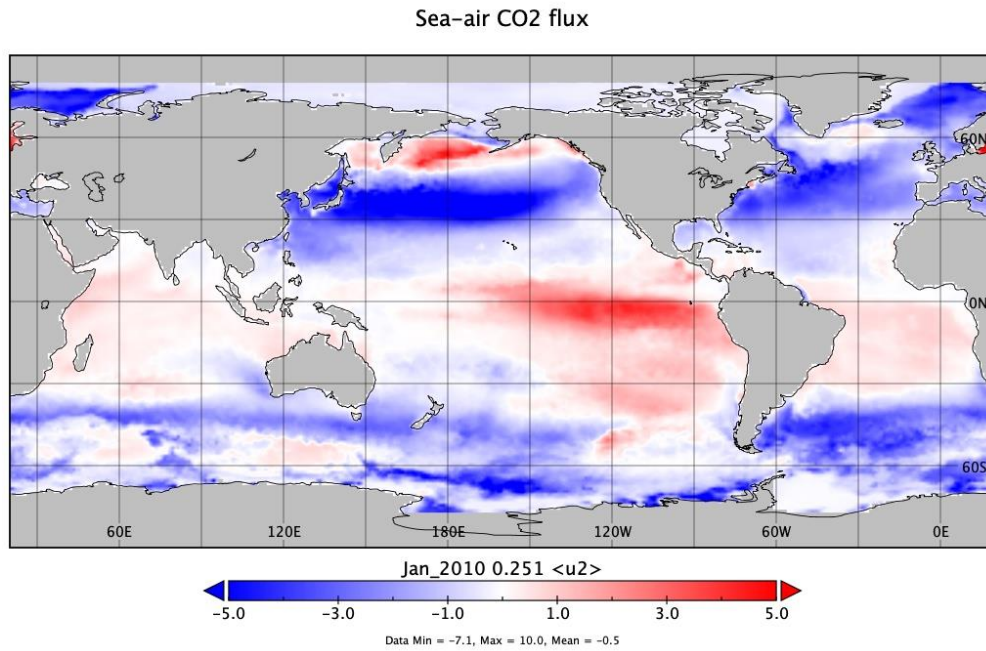 Sea-air CO2 flux
60N
0N
60S
60E 120E 180E 120W 60W 0E
Jan_2010 0.251 <u2>
-5.0 -3.0 -1.0 1.0 3.0 5.0
Data Min = -7.1, Max = 10.0, Mean = -0.5